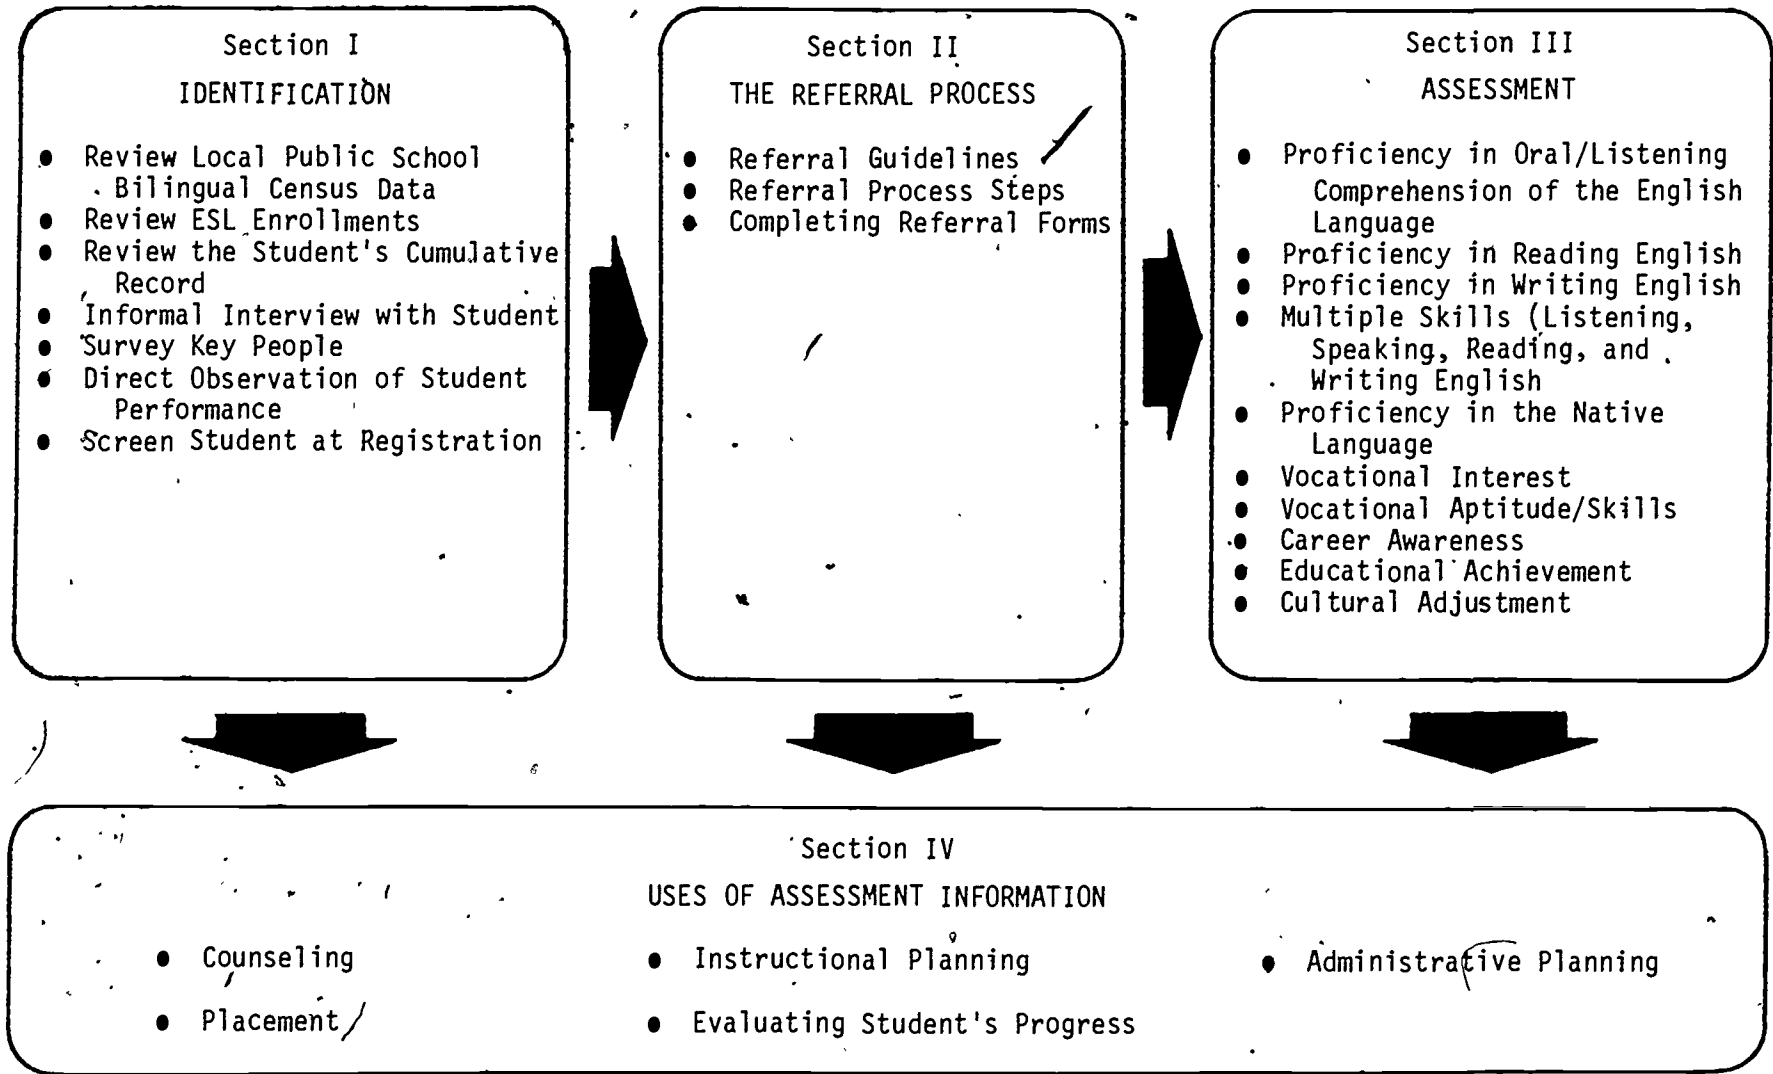 Section I
IDENTIFICATION
● Review Local Public School
Bilingual Census Data
● Review ESL Enrollments
● Review the Student's Cumulative
Record
● Informal Interview with Student
● Survey Key People
● Direct Observation of Student
Performance
● Screen Student at Registration
Section II
THE REFERRAL PROCESS
● Referral Guidelines
● Referral Process Steps
● Completing Referral Forms
Section III
ASSESSMENT
● Proficiency in Oral/Listening
Comprehension of the English
Language
● Proficiency in Reading English
● Proficiency in Writing English
● Multiple Skills (Listening,
Speaking, Reading, and
Writing English
● Proficiency in the Native
Language
● Vocational Interest
● Vocational Aptitude/Skills
● Career Awareness
● Educational Achievement
● Cultural Adjustment
Section IV
USES OF ASSESSMENT INFORMATION
● Counseling
● Placement
● Instructional Planning
● Evaluating Student's Progress
● Administrative Planning